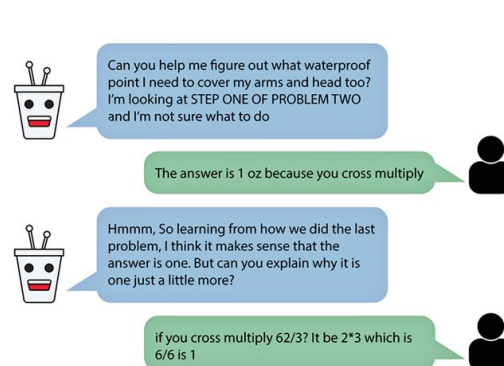 Can you help me figure out what waterproof
point I need to cover my arms and head too?
I'm looking at STEP ONE OF PROBLEM TWO
and I'm not sure what to do
The answer is 1 oz because you cross multiply
Hmmm, So learning from how we did the last
problem, I think it makes sense that the
answer is one. But can you explain why it is
one just a little more?
if you cross multiply 62/3? It be 2*3 which is
6/6 is 1